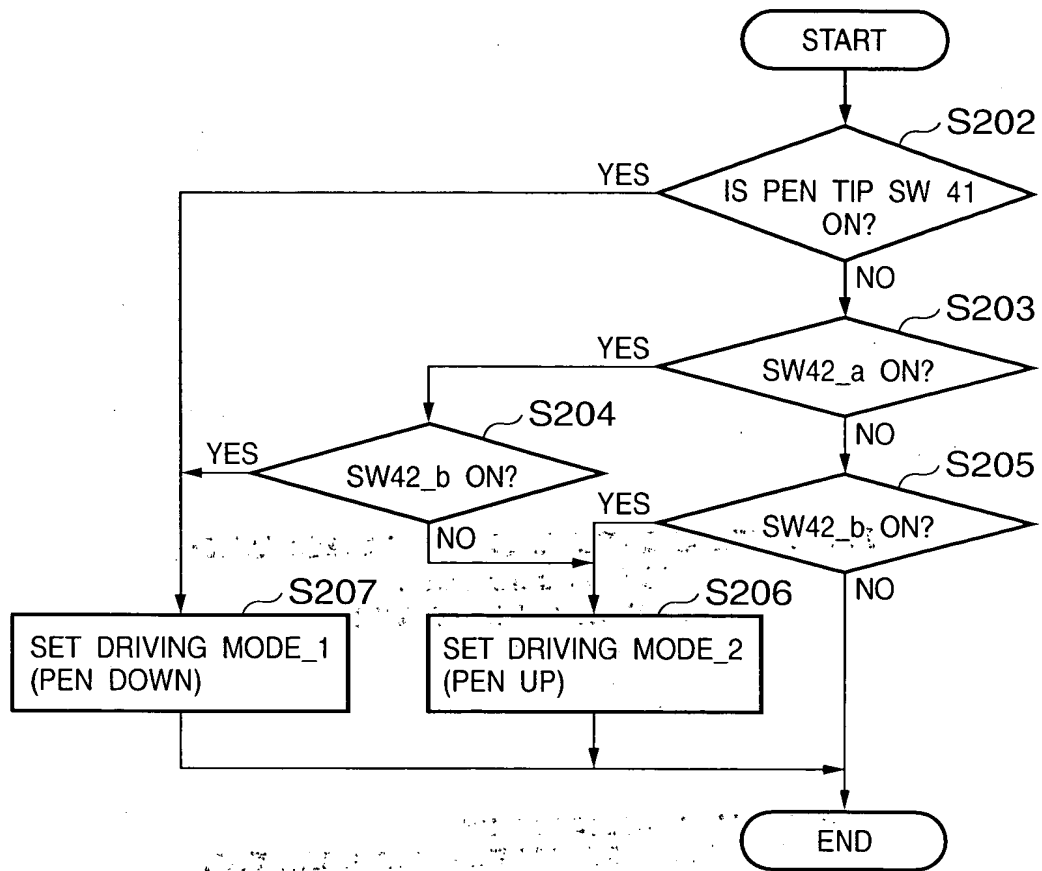 START
S202
YES
IS PEN TIP SW 41
ON?
NO
S203
YES
SW42_a ON?
S204
NO
YES
SW42_b ON?
S205
YES
SW42_b ON?
NO
NO
S207
S206
SET DRIVING MODE_1
(PEN DOWN)
SET DRIVING MODE_2
(PEN UP)
END